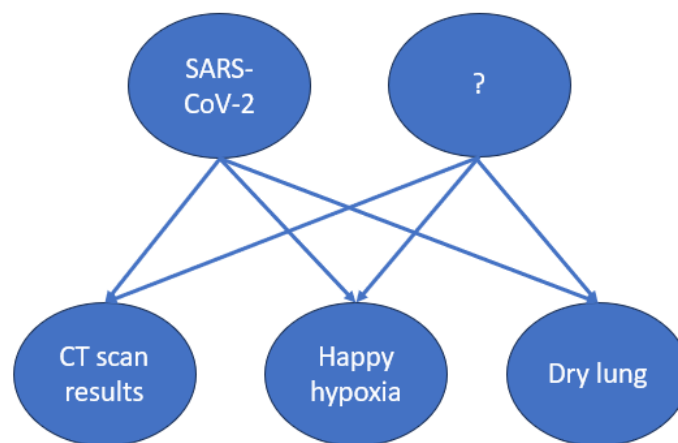 SARS-
CoV-2
?
CT scan
results
Happy
hypoxia
Dry lung